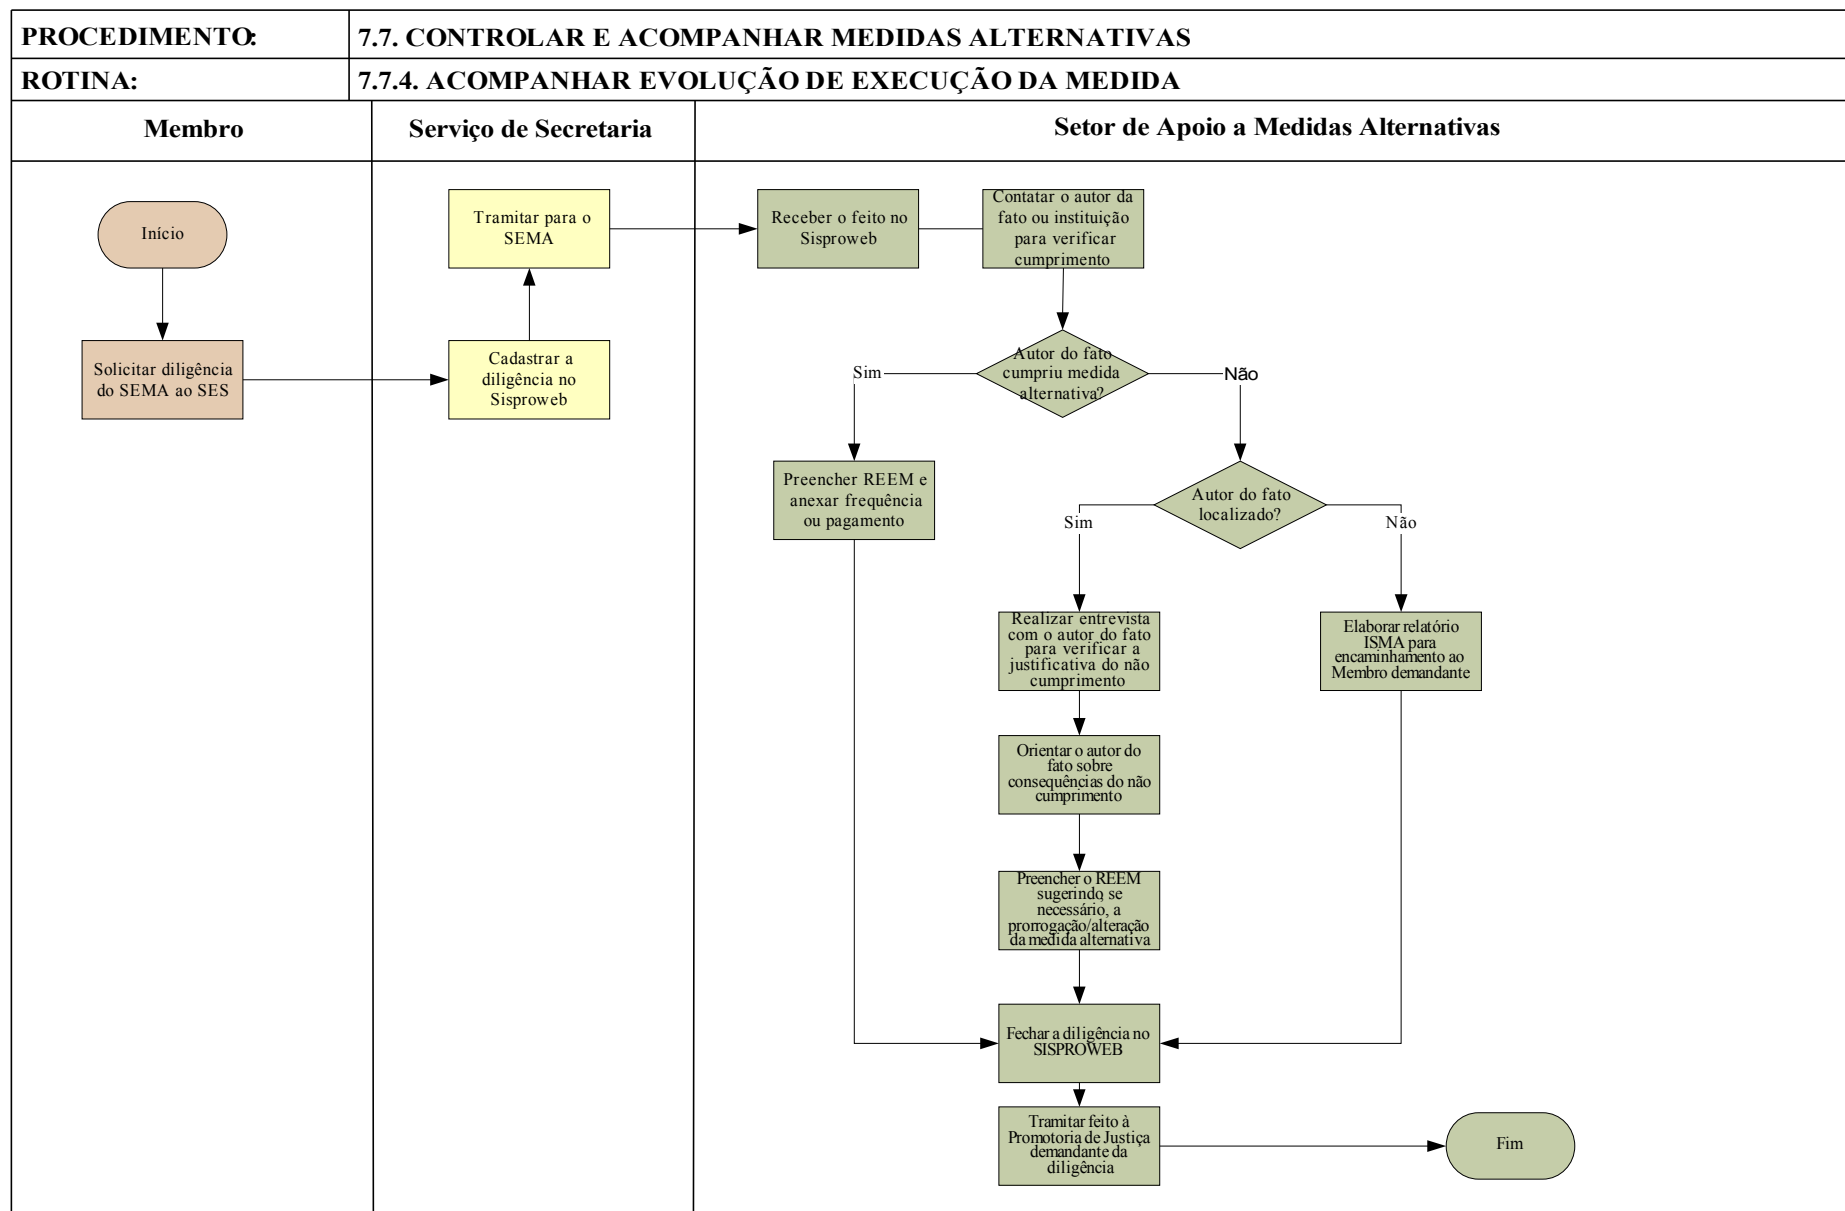 PROCEDIMENTO:
7.7. CONTROLAR E ACOMPANHAR MEDIDAS ALTERNATIVAS
ROTINA:
7.7.4. ACOMPANHAR EVOLUÇÃO DE EXECUÇÃO DA MEDIDA
Membro
Serviço de Secretaria
Setor de Apoio a Medidas Alternativas
Início
Solicitar diligência
do SEMA ao SES
Tramitar para o
SEMA
Cadastrar a
diligência no
Sisproweb
Receber o feito no
Sisproweb
Contatar o autor da
fato ou instituição
para verificar
cumprimento
Autor do fato
cumpriu medida
alternativa?
Sim
Não
Preencher REEM e
anexar frequência
ou pagamento
Autor do fato
localizado?
Sim
Não
Realizar entrevista
com o autor do fato
para verificar a
justificativa do não
cumprimento
Elaborar relatório
ISMA para
encaminhamento ao
Membro demandante
Orientar o autor do
fato sobre
consequências do não
cumprimento
Preencher o REEM
sugerindo, se
necessário, a
prorrogação/alteração
da medida alternativa
Fechar a diligência no
SISPROWEB
Tramitar feito à
Promotoria de Justiça
demandante da
diligência
Fim